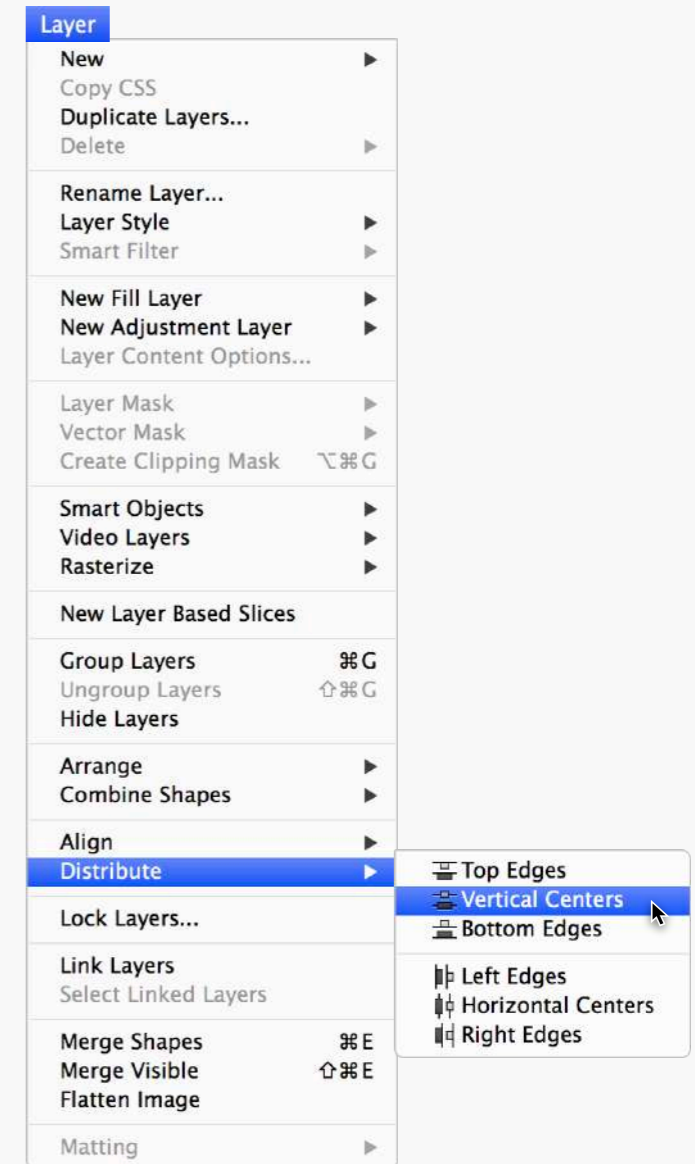 Layer
New
Copy CSS
Duplicate Layers...
Delete
Rename Layer...
Layer Style
Smart Filter
New Fill Layer
New Adjustment Layer
Layer Content Options...
Layer Mask
Vector Mask
Create Clipping Mask ⌥⌘G
Smart Objects
Video Layers
Rasterize
New Layer Based Slices
Group Layers ⌘G
Ungroup Layers ⇧⌘G
Hide Layers
Arrange
Combine Shapes
Align
Distribute
Lock Layers...
Link Layers
Select Linked Layers
Merge Shapes ⌘E
Merge Visible ⇧⌘E
Flatten Image
Matting
Top Edges
Vertical Centers
Bottom Edges
Left Edges
Horizontal Centers
Right Edges